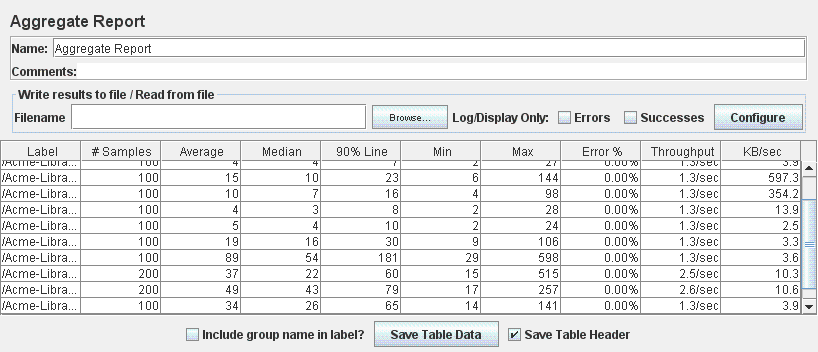 Aggregate Report
Name: Aggregate Report
Comments:
Write results to file / Read from file
Filename Browse... Log/Display Only: Errors Successes Configure
Label # Samples Average Median 90% Line Min Max Error % Throughput KB/sec
/Acme-Libra... 100 4 4 7 2 27 0.00% 1.3/sec 3.9
/Acme-Libra... 100 15 10 23 6 144 0.00% 1.3/sec 597.3
/Acme-Libra... 100 10 7 16 4 98 0.00% 1.3/sec 354.2
/Acme-Libra... 100 4 3 8 2 28 0.00% 1.3/sec 13.9
/Acme-Libra... 100 5 4 10 2 24 0.00% 1.3/sec 2.5
/Acme-Libra... 100 19 16 30 9 106 0.00% 1.3/sec 3.3
/Acme-Libra... 100 89 54 181 29 598 0.00% 1.3/sec 3.6
/Acme-Libra... 200 37 22 60 15 515 0.00% 2.5/sec 10.3
/Acme-Libra... 200 49 43 79 17 257 0.00% 2.6/sec 10.6
/Acme-Libra... 100 34 26 65 14 141 0.00% 1.3/sec 3.9
Include group name in label? Save Table Data Save Table Header